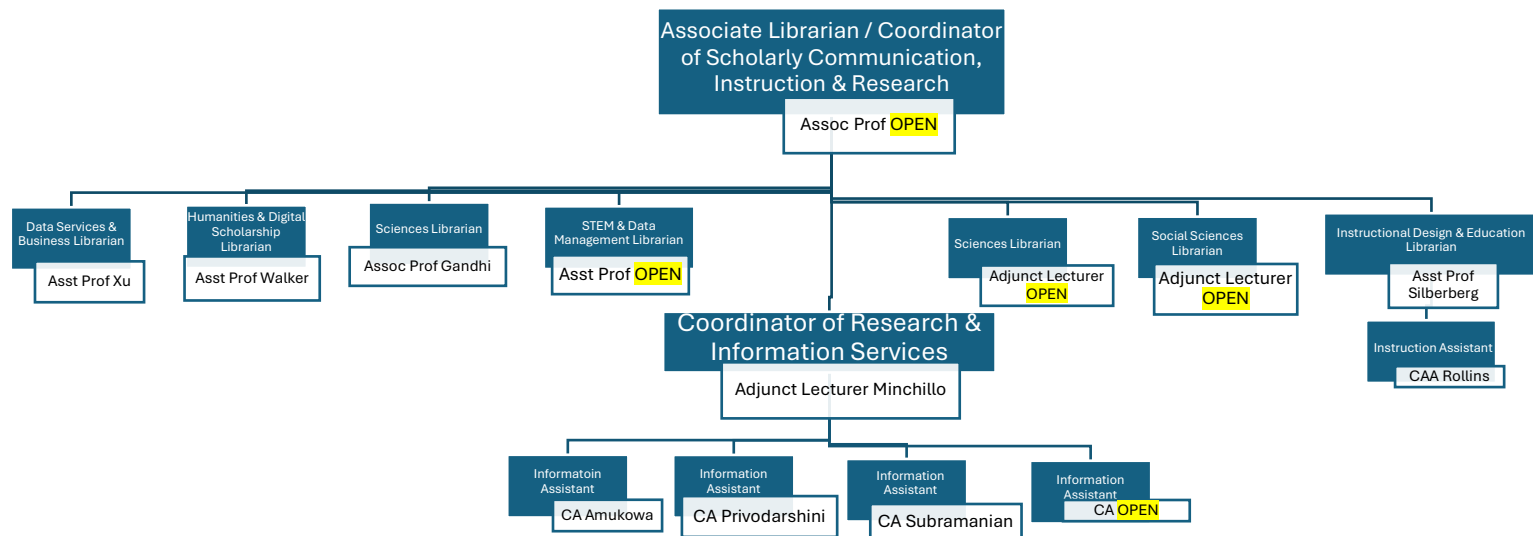 Associate Librarian / Coordinator
of Scholarly Communication,
Instruction & Research
Assoc Prof OPEN
Data Services &
Business Librarian
Asst Prof Xu
Humanities & Digital
Scholarship
Librarian
Asst Prof Walker
Sciences Librarian
Assoc Prof Gandhi
STEM & Data
Management Librarian
Asst Prof OPEN
Sciences Librarian
Adjunct Lecturer
OPEN
Social Sciences
Librarian
Adjunct Lecturer
OPEN
Instructional Design & Education
Librarian
Asst Prof
Silberberg
Instruction Assistant
CAA Rollins
Coordinator of Research &
Information Services
Adjunct Lecturer Minchillo
Informatoin
Assistant
CA Amukowa
Information
Assistant
CA Privodarshini
Information
Assistant
CA Subramanian
Information
Assistant
CA OPEN